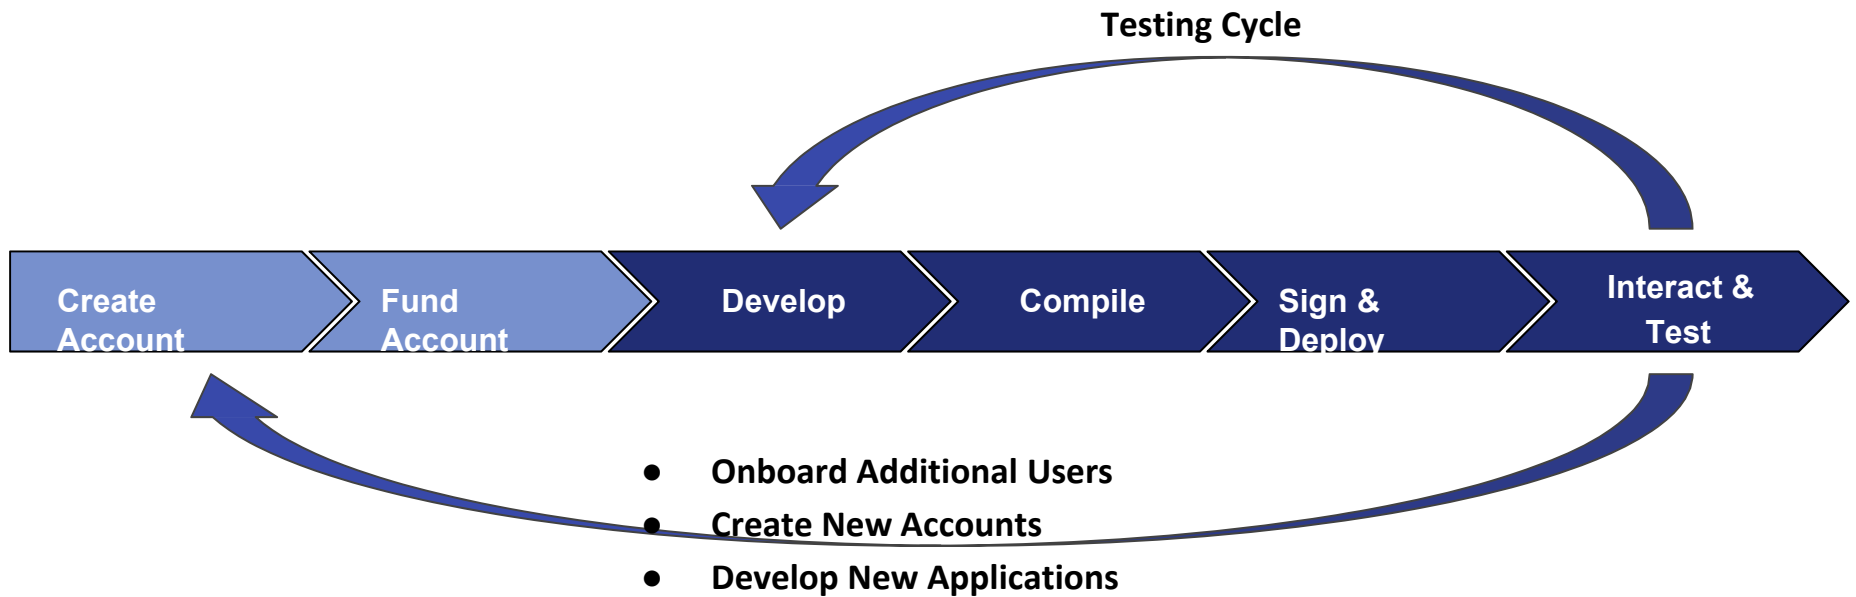 Testing Cycle
Create
Account
Fund
Account
Develop
Compile
Sign &
Deploy
Interact &
Test
● Onboard Additional Users
● Create New Accounts
● Develop New Applications